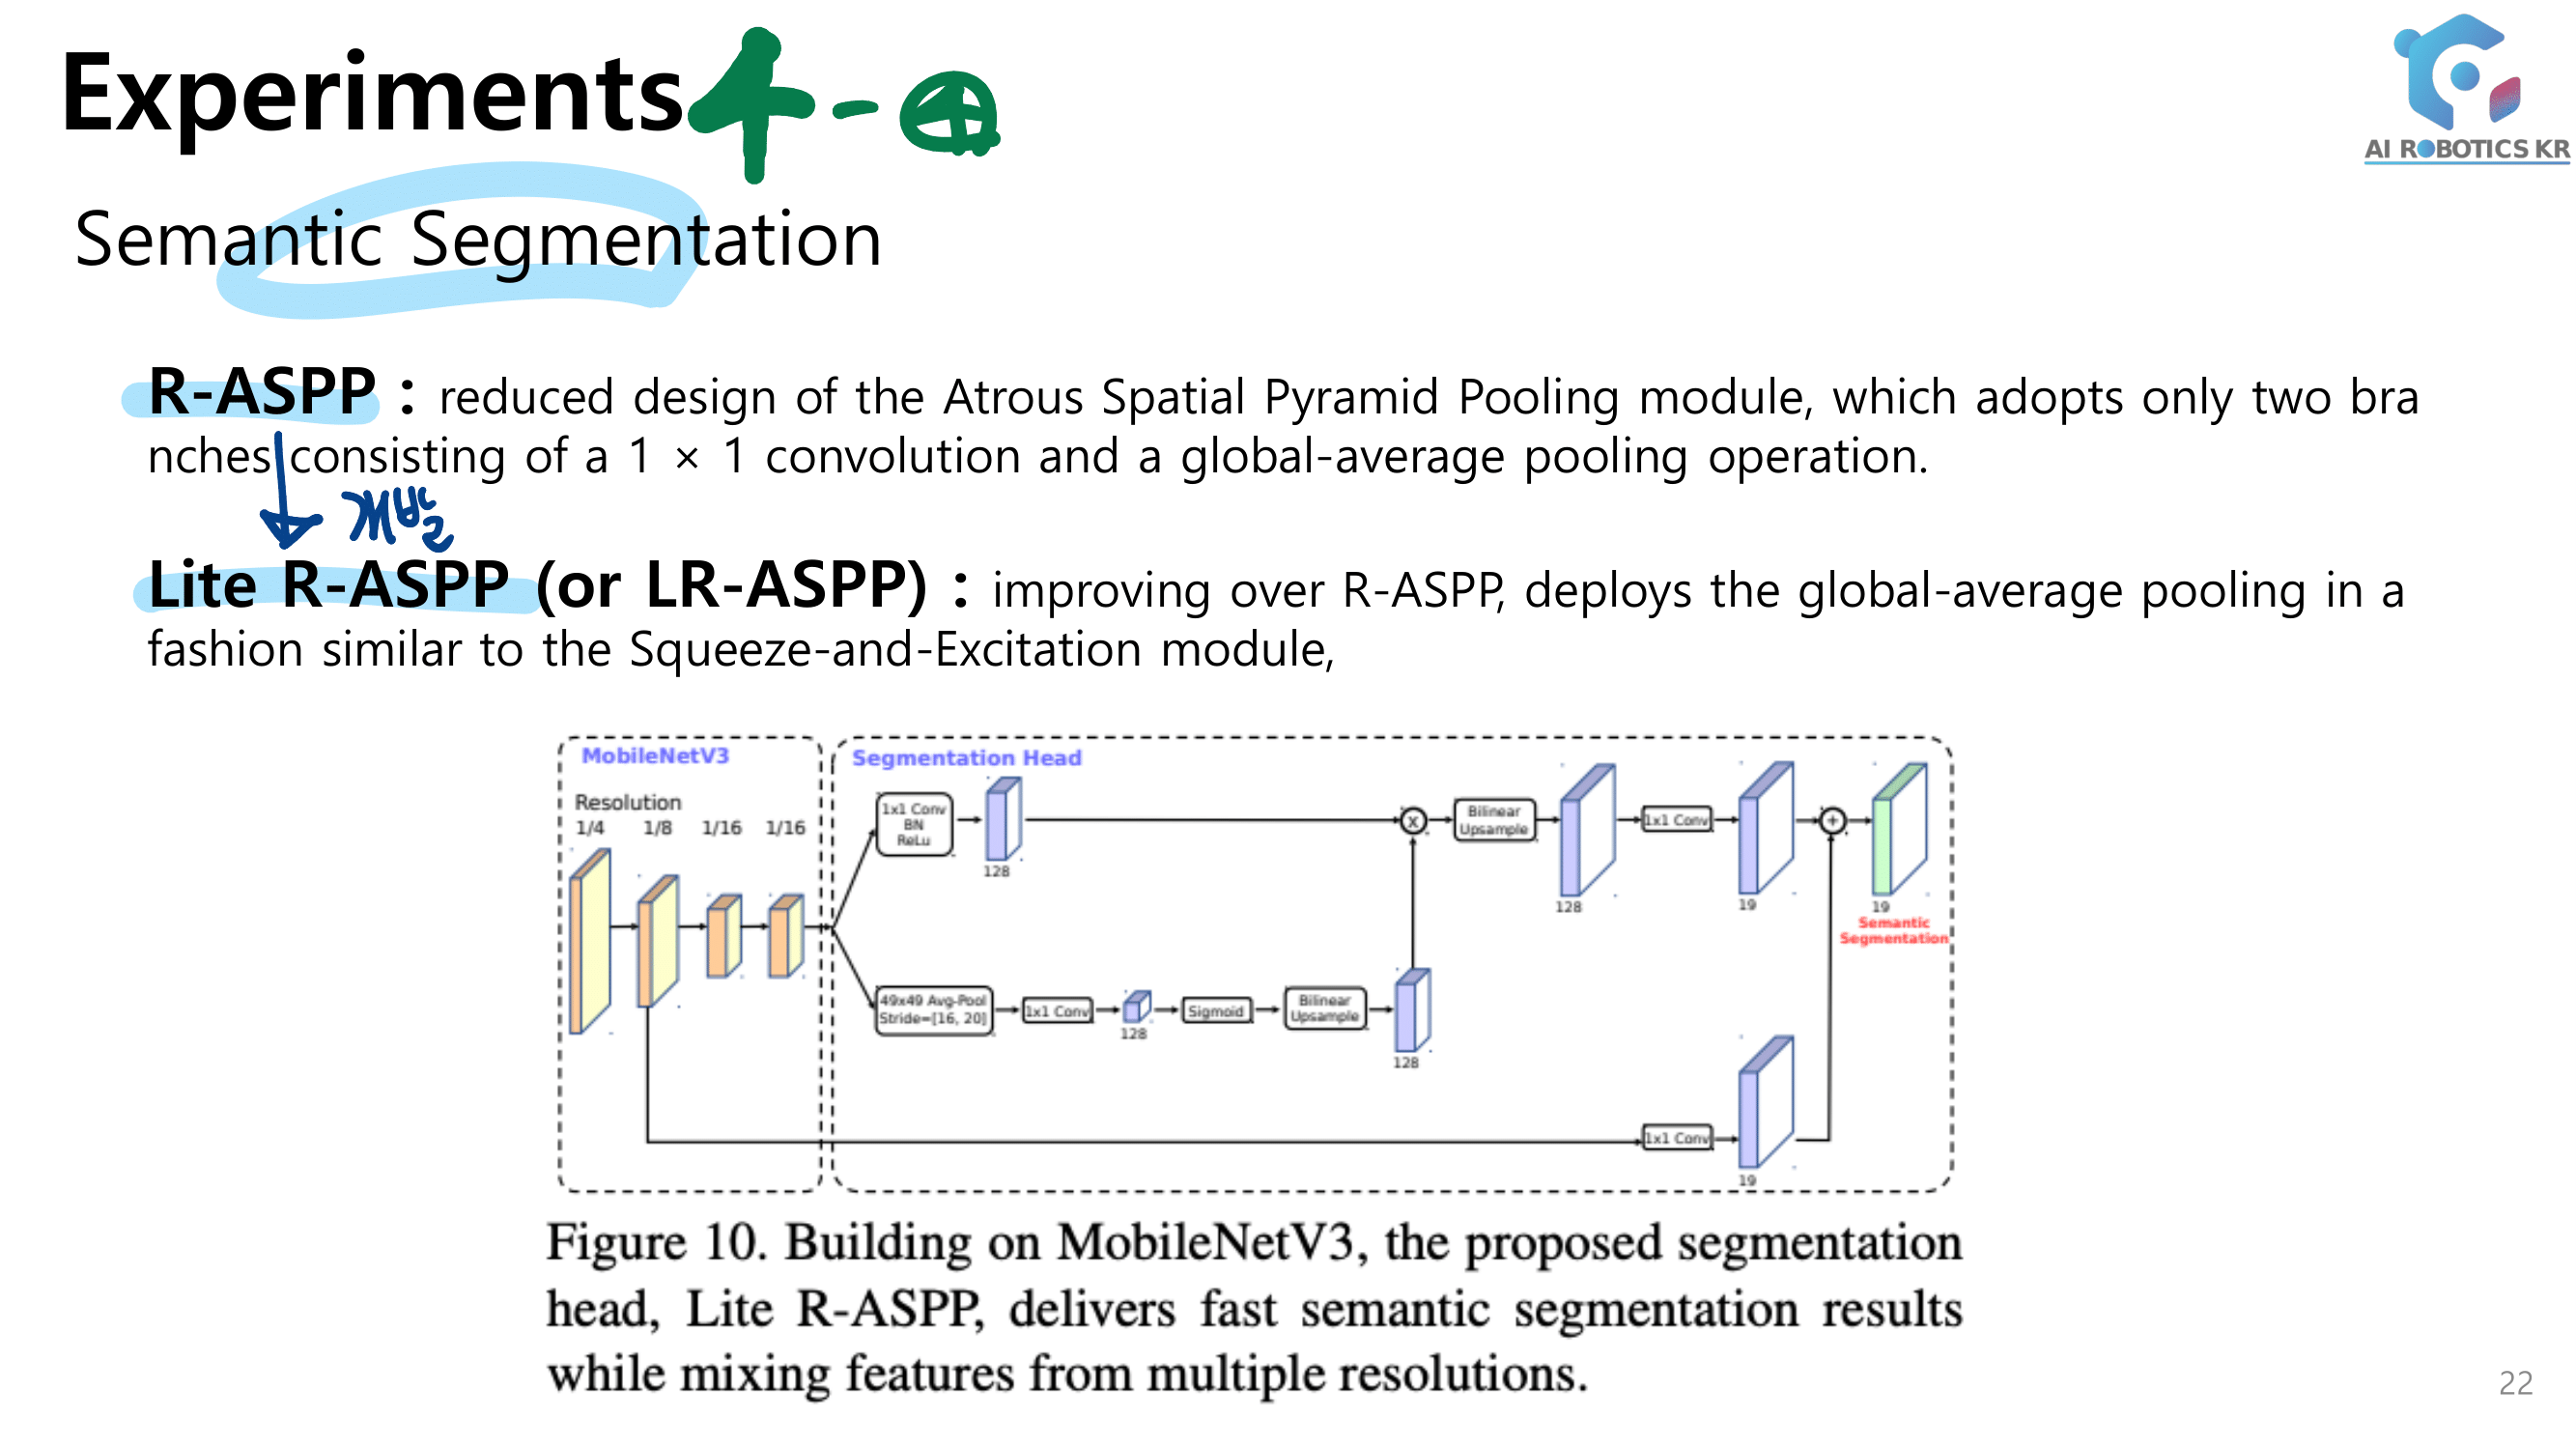 Experiments
4-④
AI ROBOTICS KR
Semantic Segmentation
R-ASPP : reduced design of the Atrous Spatial Pyramid Pooling module, which adopts only two bra
nches consisting of a 1 × 1 convolution and a global-average pooling operation.
개발
Lite R-ASPP (or LR-ASPP) : improving over R-ASPP, deploys the global-average pooling in a
fashion similar to the Squeeze-and-Excitation module,
MobileNetV3
Resolution
1/4 1/8 1/16 1/16
Segmentation Head
1x1 Conv
BN
ReLu
128
x
Bilinear
Upsample
128
1x1 Conv
19
+
19
Semantic
Segmentation
49x49 Avg-Pool
Stride=[16, 20]
1x1 Conv
128
Sigmoid
Bilinear
Upsample
128
1x1 Conv
19
Figure 10. Building on MobileNetV3, the proposed segmentation
head, Lite R-ASPP, delivers fast semantic segmentation results
while mixing features from multiple resolutions.
22